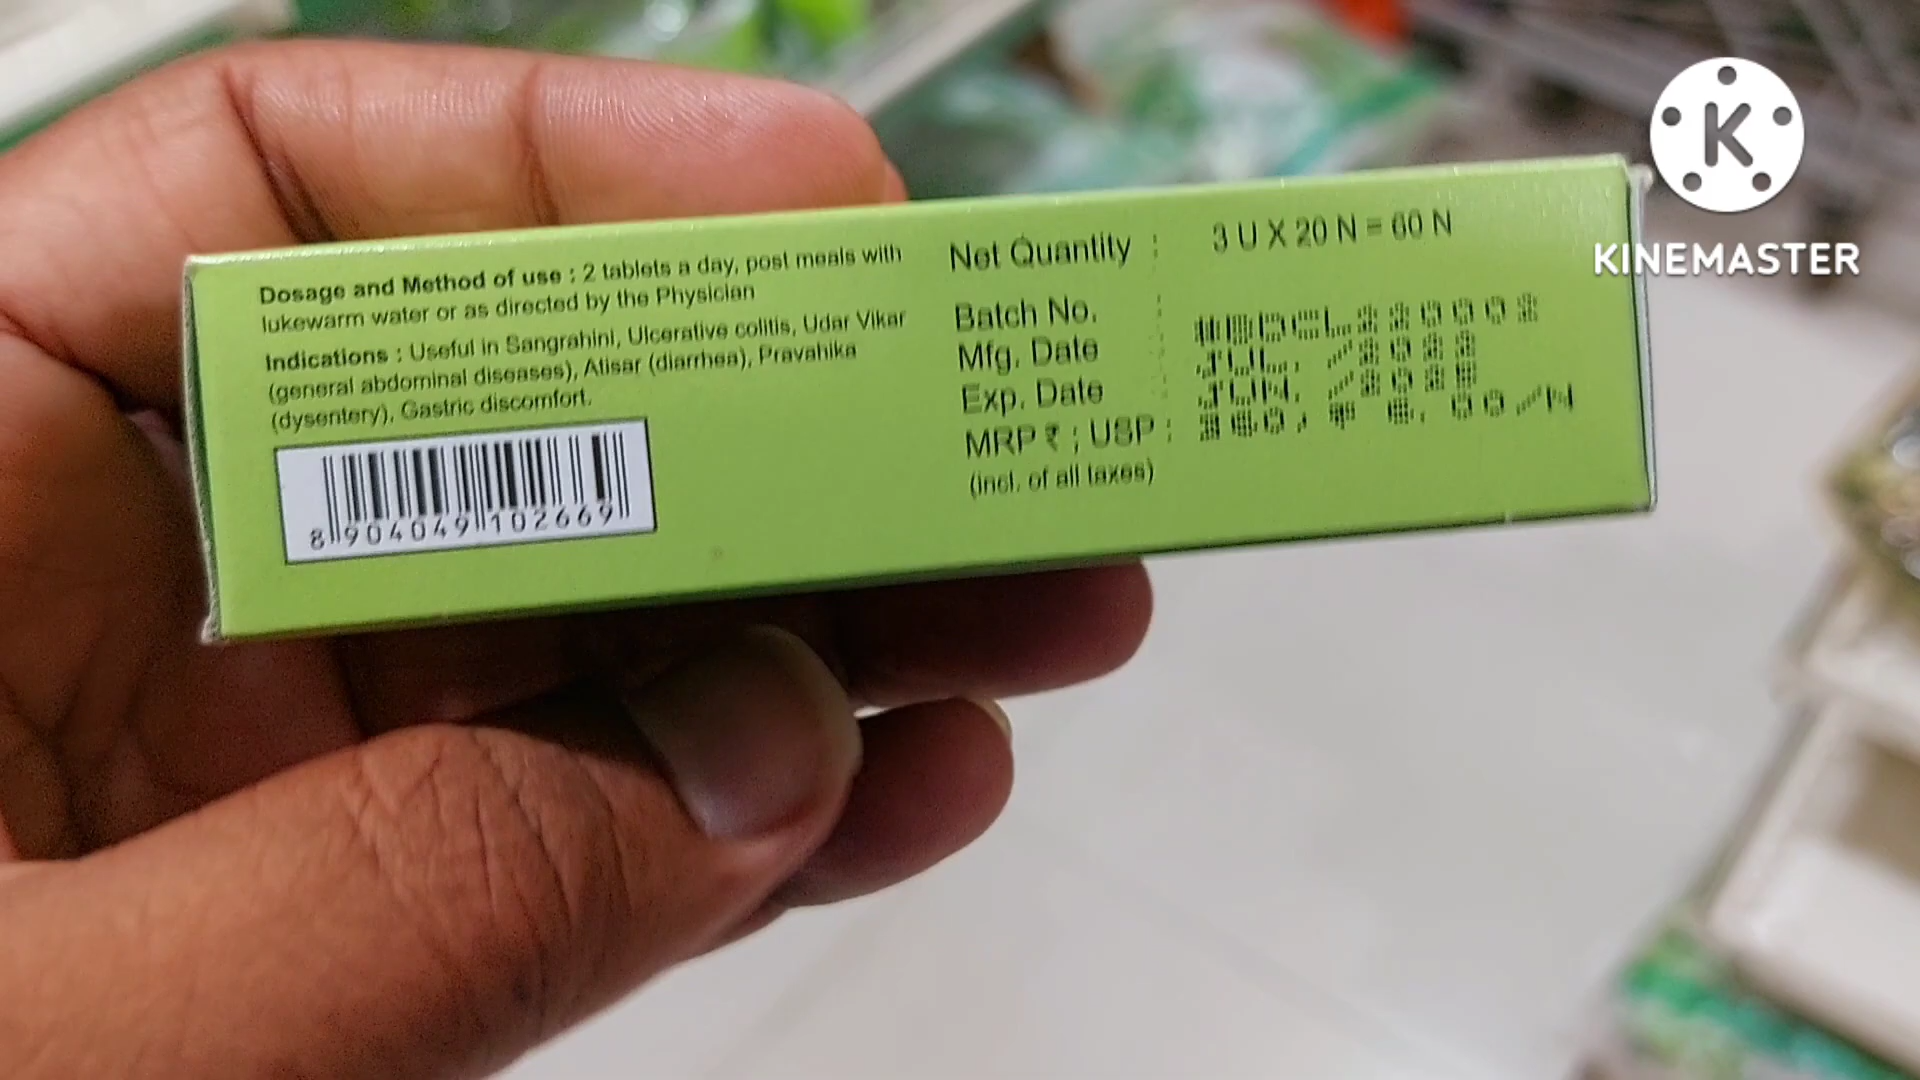 Dosage and Method of use : 2 tablets a day, post meals with
lukewarm water or as directed by the Physician
Indications : Useful in Sangrahini, Ulcerative colitis, Udar Vikar
(general abdominal diseases), Atisar (diarrhea), Pravahika
(dysentery), Gastric discomfort.
8 904049 102669
Net Quantity : 3 U X 20 N = 60 N
Batch No. :
Mfg. Date : JUL.
Exp. Date : JUN.
MRP ₹ ; USP :
(incl. of all taxes)
K
KINEMASTER